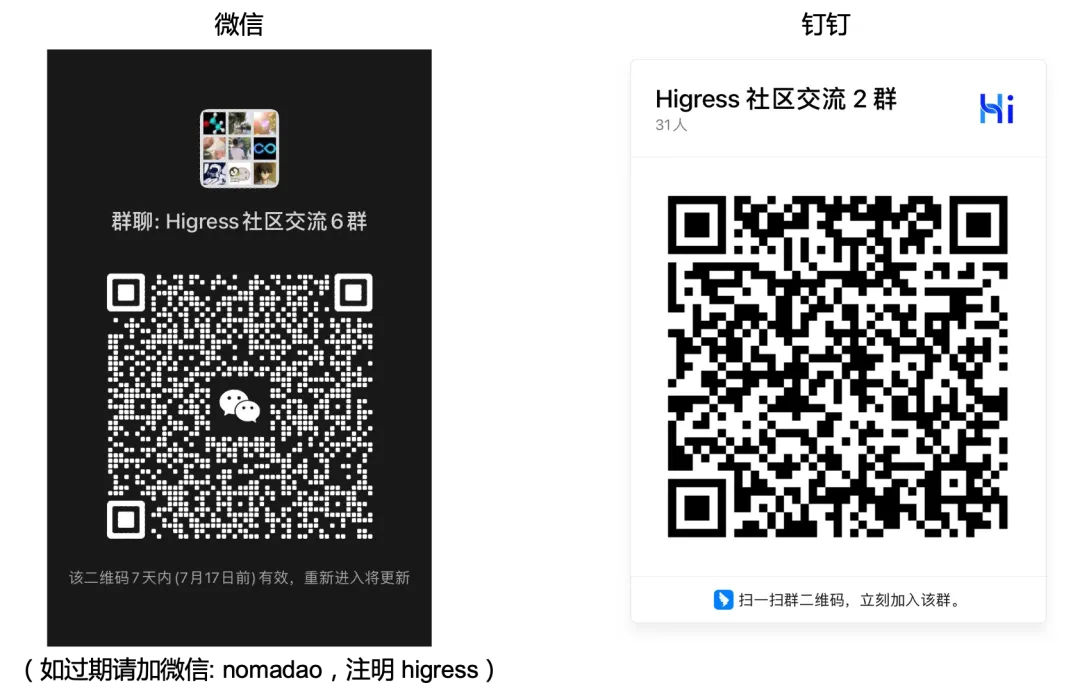 微信
群聊: Higress社区交流6群
该二维码7天内(7月17日前)有效，重新进入将更新
（如过期请加微信: nomadao，注明 higress）
钉钉
Higress 社区交流 2 群
31人
Hi
扫一扫群二维码，立刻加入该群。